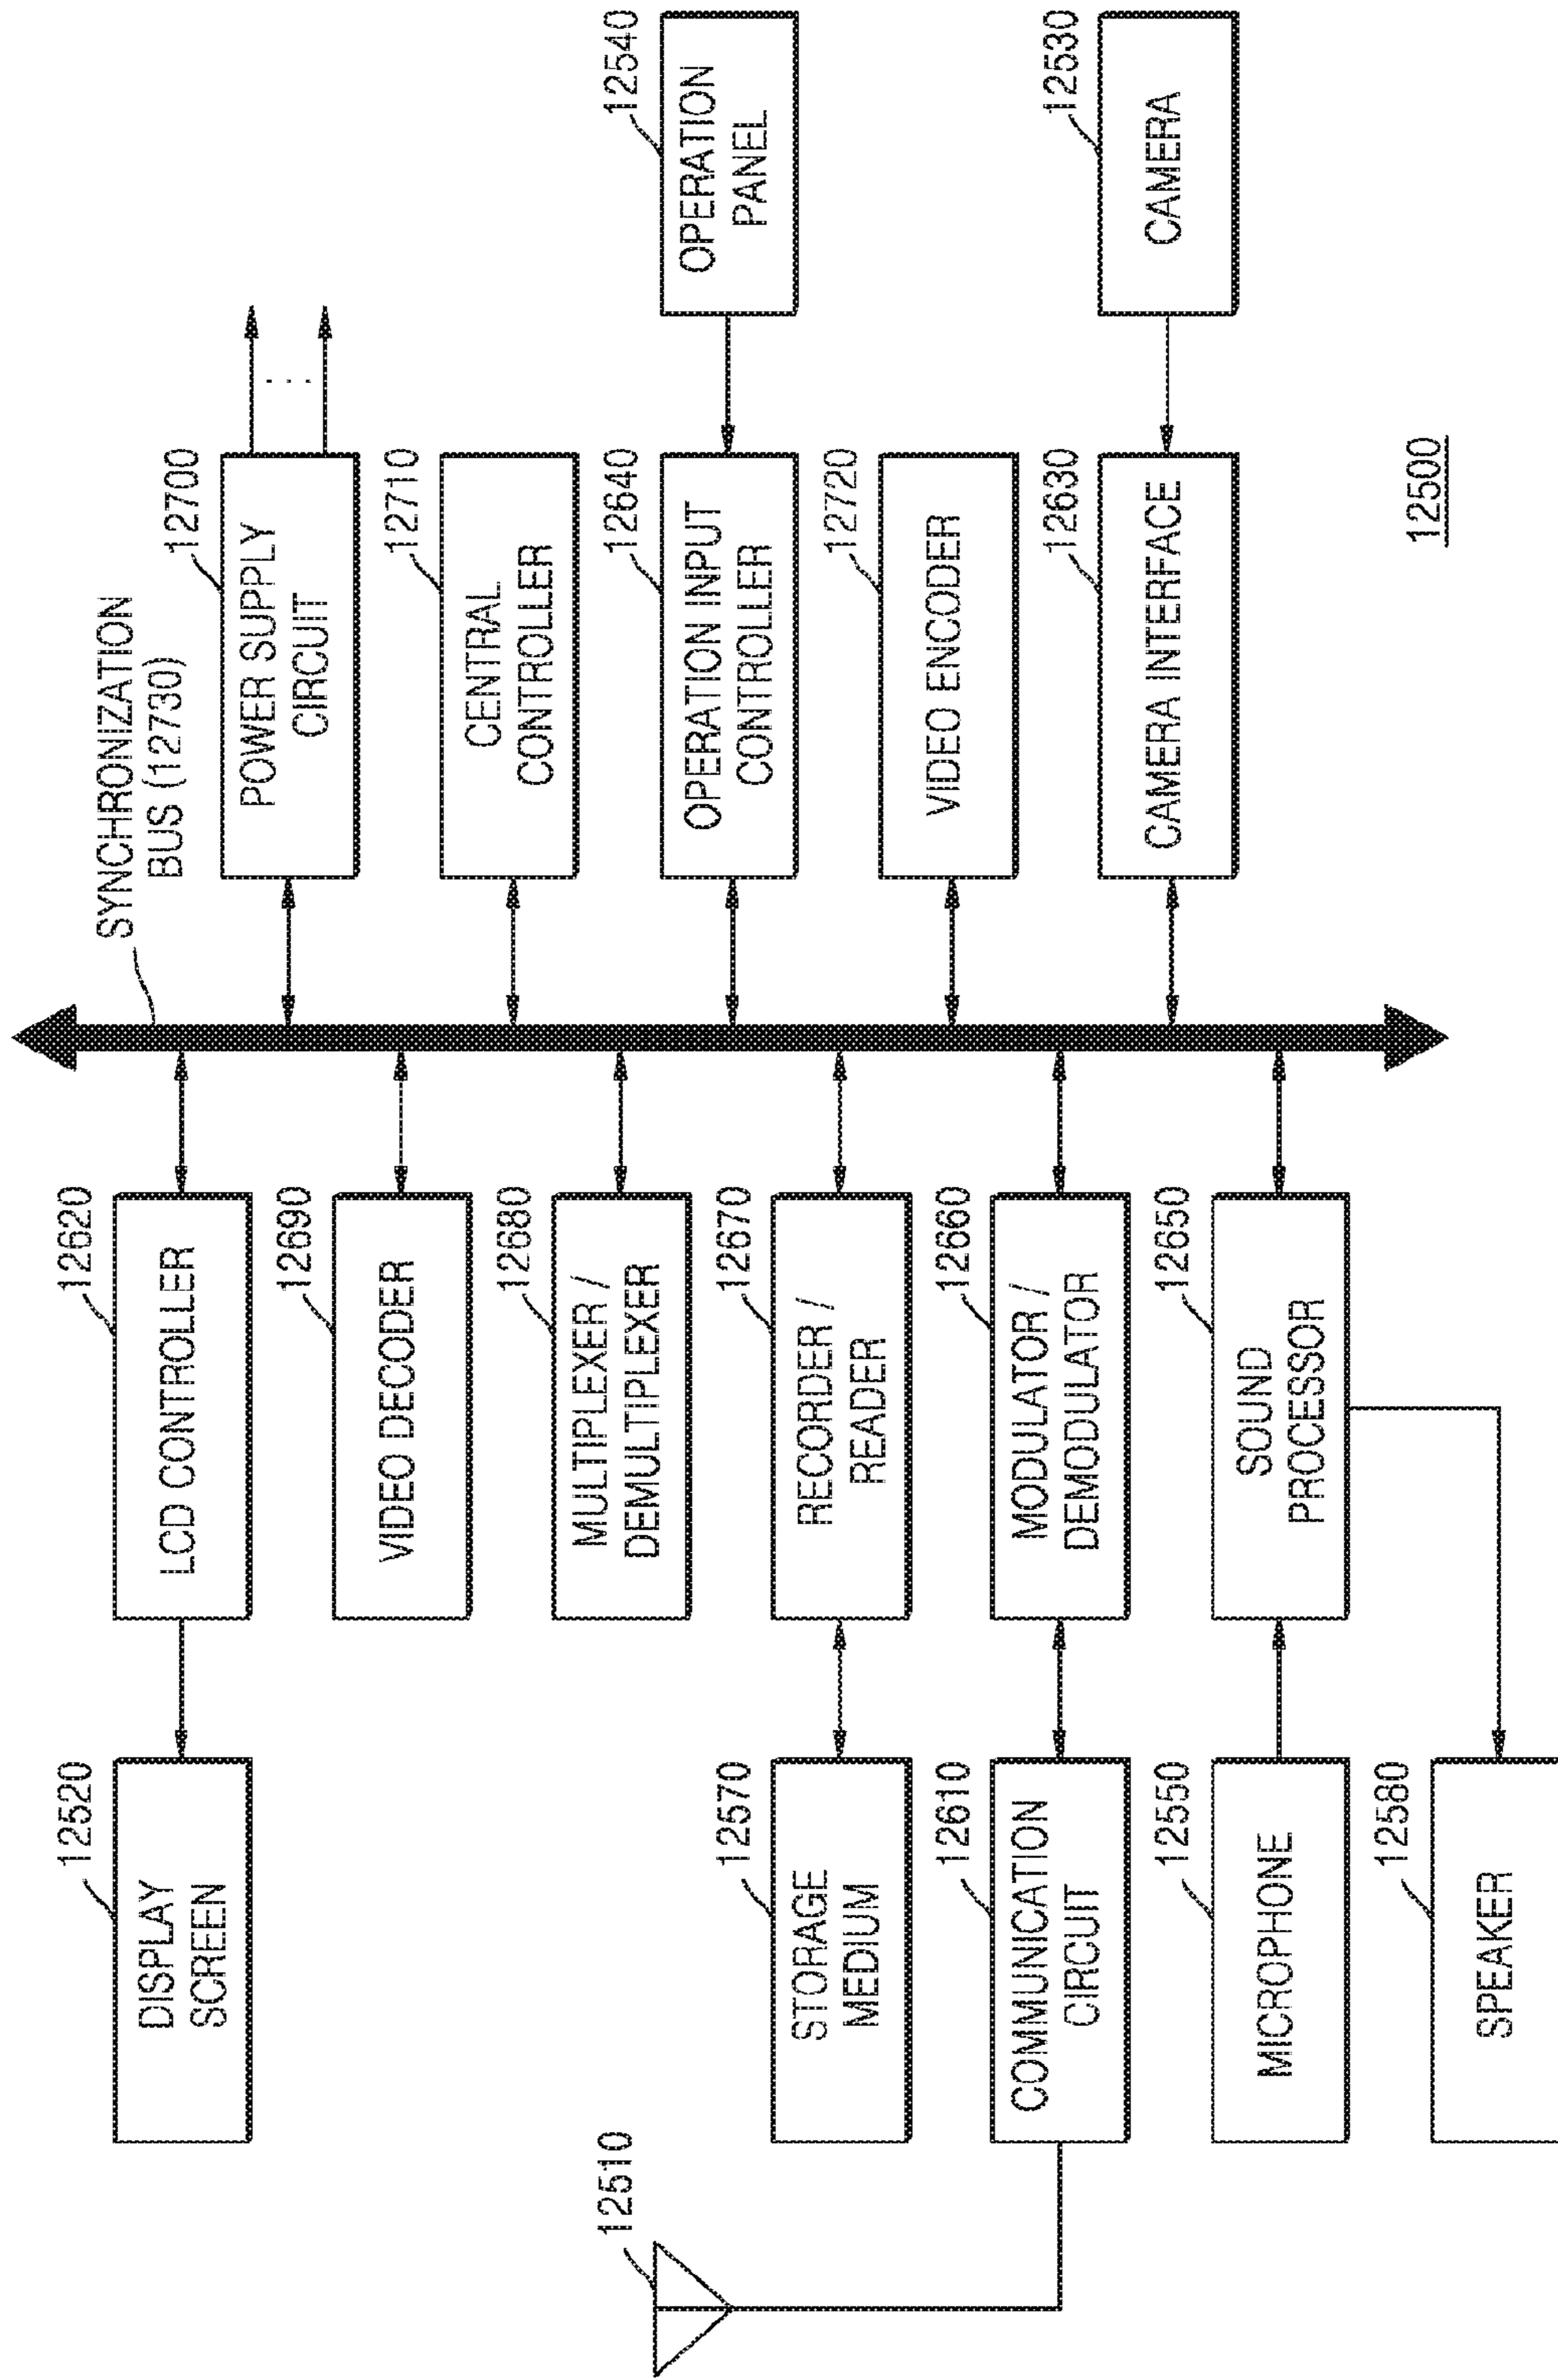 SYNCHRONIZATION
BUS (12730)
12520
DISPLAY
SCREEN
12620
LCD CONTROLLER
12700
POWER SUPPLY
CIRCUIT
...
12690
VIDEO DECODER
12710
CENTRAL
CONTROLLER
12680
MULTIPLEXER /
DEMULTIPLEXER
12640
OPERATION INPUT
CONTROLLER
12540
OPERATION
PANEL
12510
12570
STORAGE
MEDIUM
12670
RECORDER /
READER
12720
VIDEO ENCODER
12610
COMMUNICATION
CIRCUIT
12660
MODULATOR /
DEMODULATOR
12630
CAMERA INTERFACE
12530
CAMERA
12550
MICROPHONE
12650
SOUND
PROCESSOR
12580
SPEAKER
12500